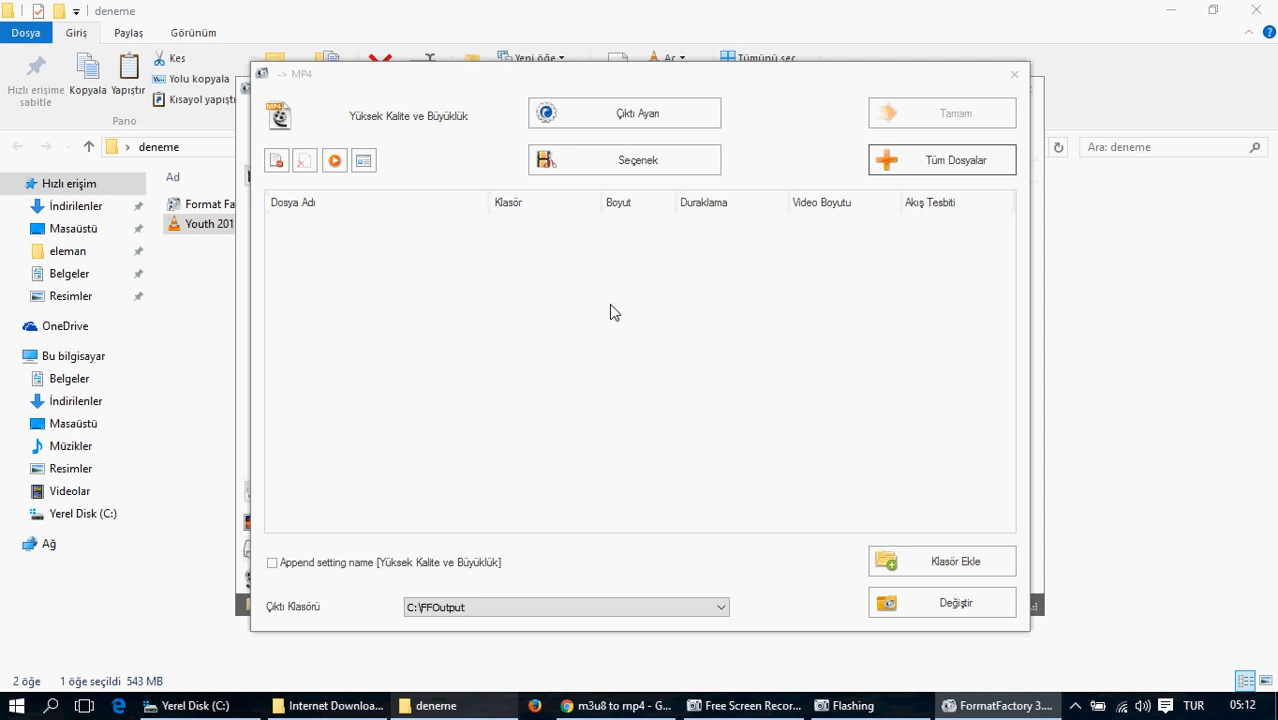 deneme
Dosya
Giriş
Paylaş
Görünüm
Hızlı erişime
sabitle
Kopyala
Yapıştır
Kes
Yolu kopyala
Kısayol yapıştı
Pano
Yeni öğe
Aç
Tümünü seç
deneme
Ara: deneme
-> MP4
MP4
Yüksek Kalite ve Büyüklük
Çıktı Ayarı
Tamam
Seçenek
Tüm Dosyalar
Dosya Adı
Klasör
Boyut
Duraklama
Video Boyutu
Akış Tesbiti
Append setting name [Yüksek Kalite ve Büyüklük]
Klasör Ekle
Çıktı Klasörü
C:\FFOutput
Değiştir
Hızlı erişim
İndirilenler
Masaüstü
eleman
Belgeler
Resimler
OneDrive
Bu bilgisayar
Belgeler
İndirilenler
Masaüstü
Müzikler
Resimler
Videolar
Yerel Disk (C:)
Ağ
Ad
Format Fa
Youth 201
2 öğe
1 öğe seçildi 543 MB
Yerel Disk (C:)
Internet Downloa...
deneme
m3u8 to mp4 - G...
Free Screen Recor...
Flashing
FormatFactory 3....
TUR
05:12